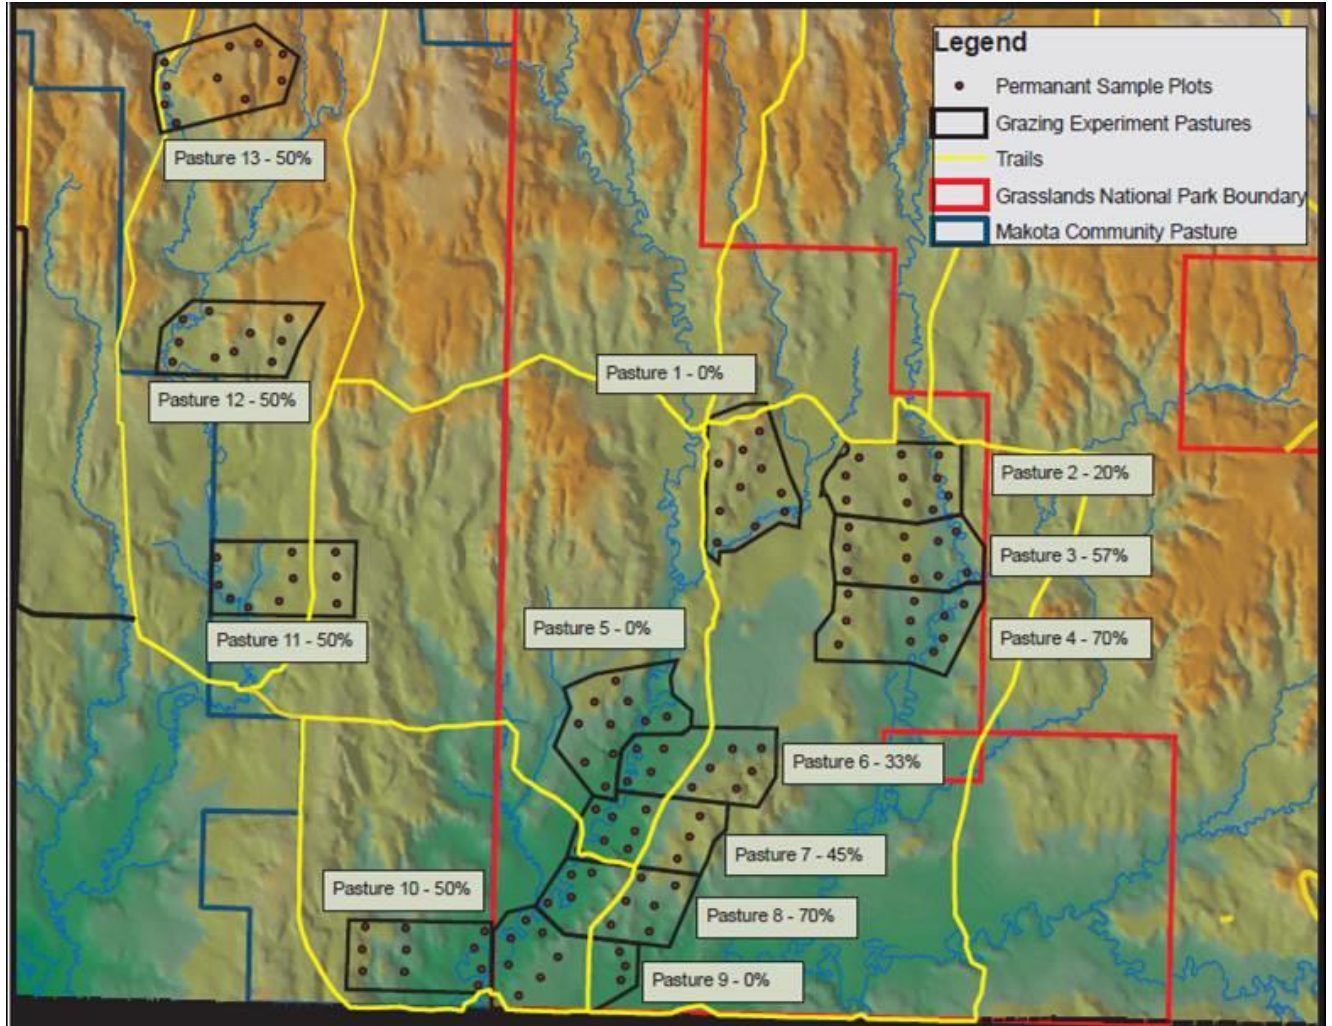 Legend
Permanant Sample Plots
Grazing Experiment Pastures
Trails
Grasslands National Park Boundary
Makota Community Pasture
Pasture 13 - 50%
Pasture 1 - 0%
Pasture 12 - 50%
Pasture 2 - 20%
Pasture 3 - 57%
Pasture 5 - 0%
Pasture 11 - 50%
Pasture 4 - 70%
Pasture 6 - 33%
Pasture 7 - 45%
Pasture 10 - 50%
Pasture 8 - 70%
Pasture 9 - 0%